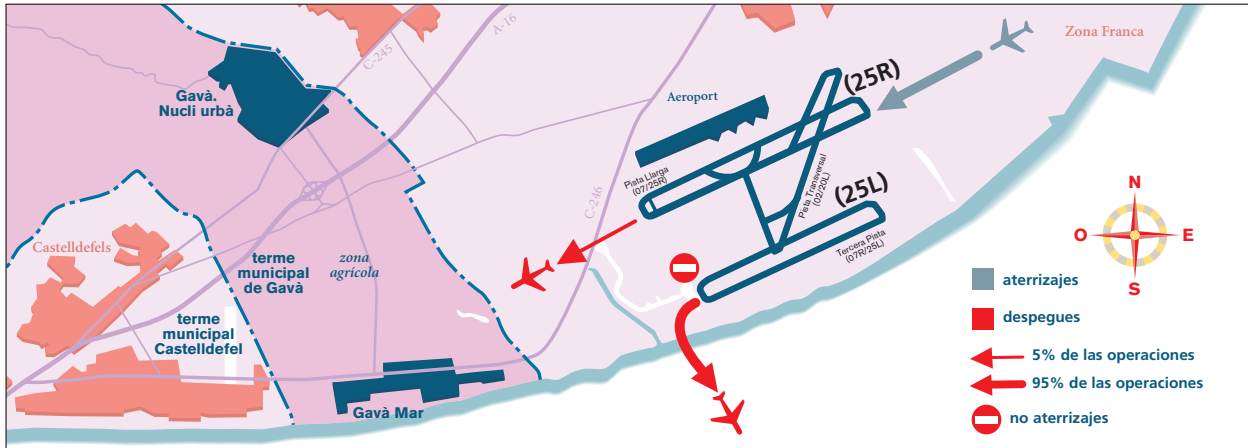 Zona Franca
A-16
C-245
Gavà.
Nucli urbà
Aeroport
(25R)
Pista Llarga
(07/25R)
Pista Transversal
(02/20L)
(25L)
C-246
Tercera Pista
(07R/25L)
N
O
E
S
Castelldefels
terme
municipal
de Gavà
zona
agrícola
terme
municipal
Castelldefel
Gavà Mar
aterrizajes
despegues
5% de las operaciones
95% de las operaciones
no aterrizajes